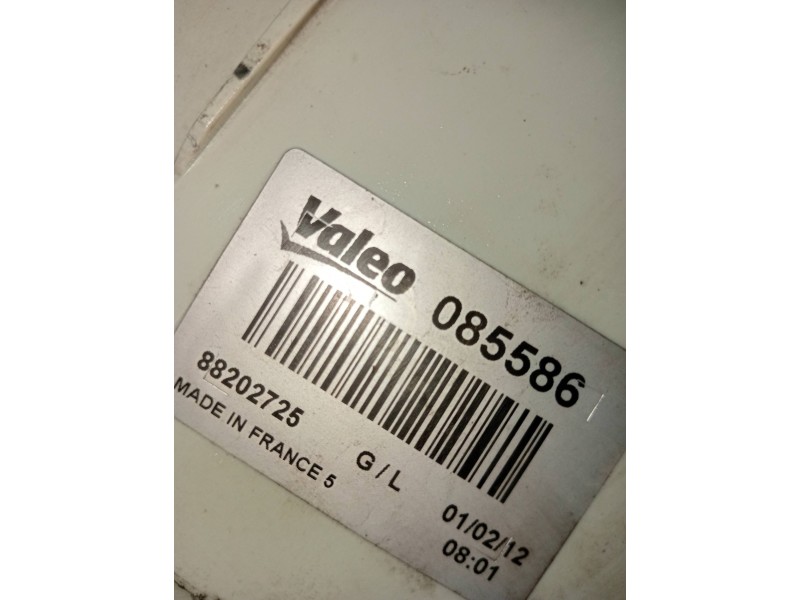 Valeo
085586
88202725
MADE IN FRANCE 5
G / L
01/02/12
08:01